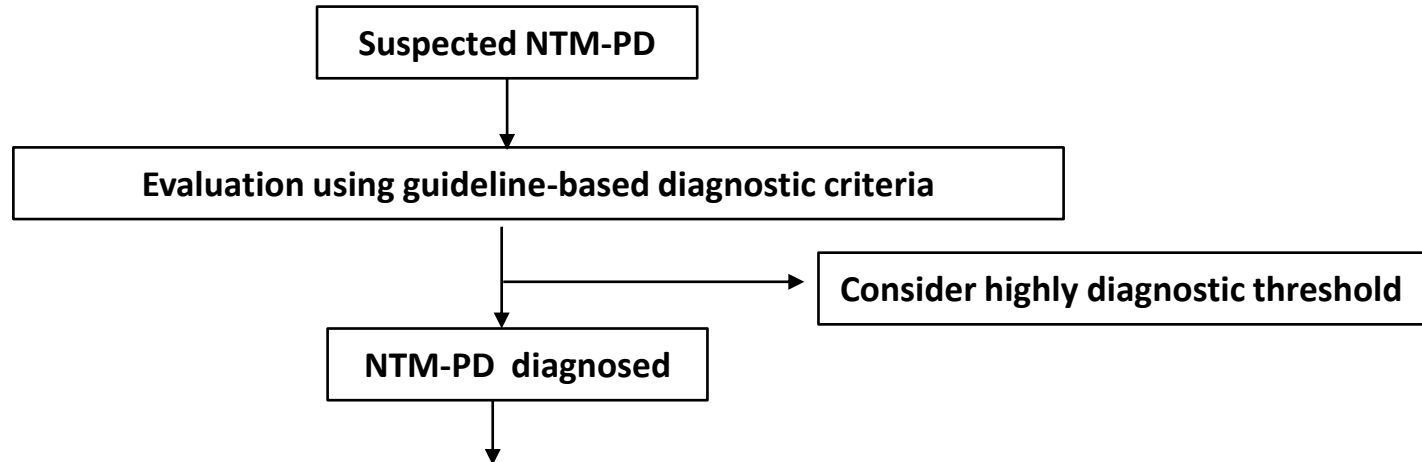 Suspected NTM-PD
Evaluation using guideline-based diagnostic criteria
Consider highly diagnostic threshold
NTM-PD diagnosed